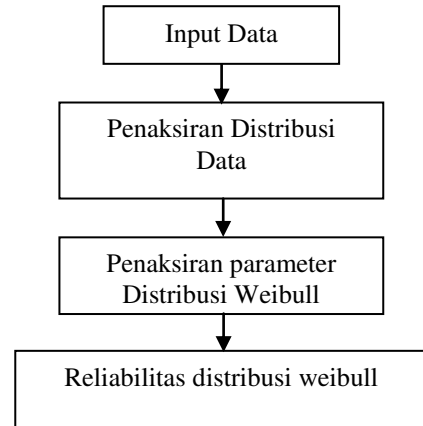 Input Data
Penaksiran Distribusi
Data
Penaksiran parameter
Distribusi Weibull
Reliabilitas distribusi weibull